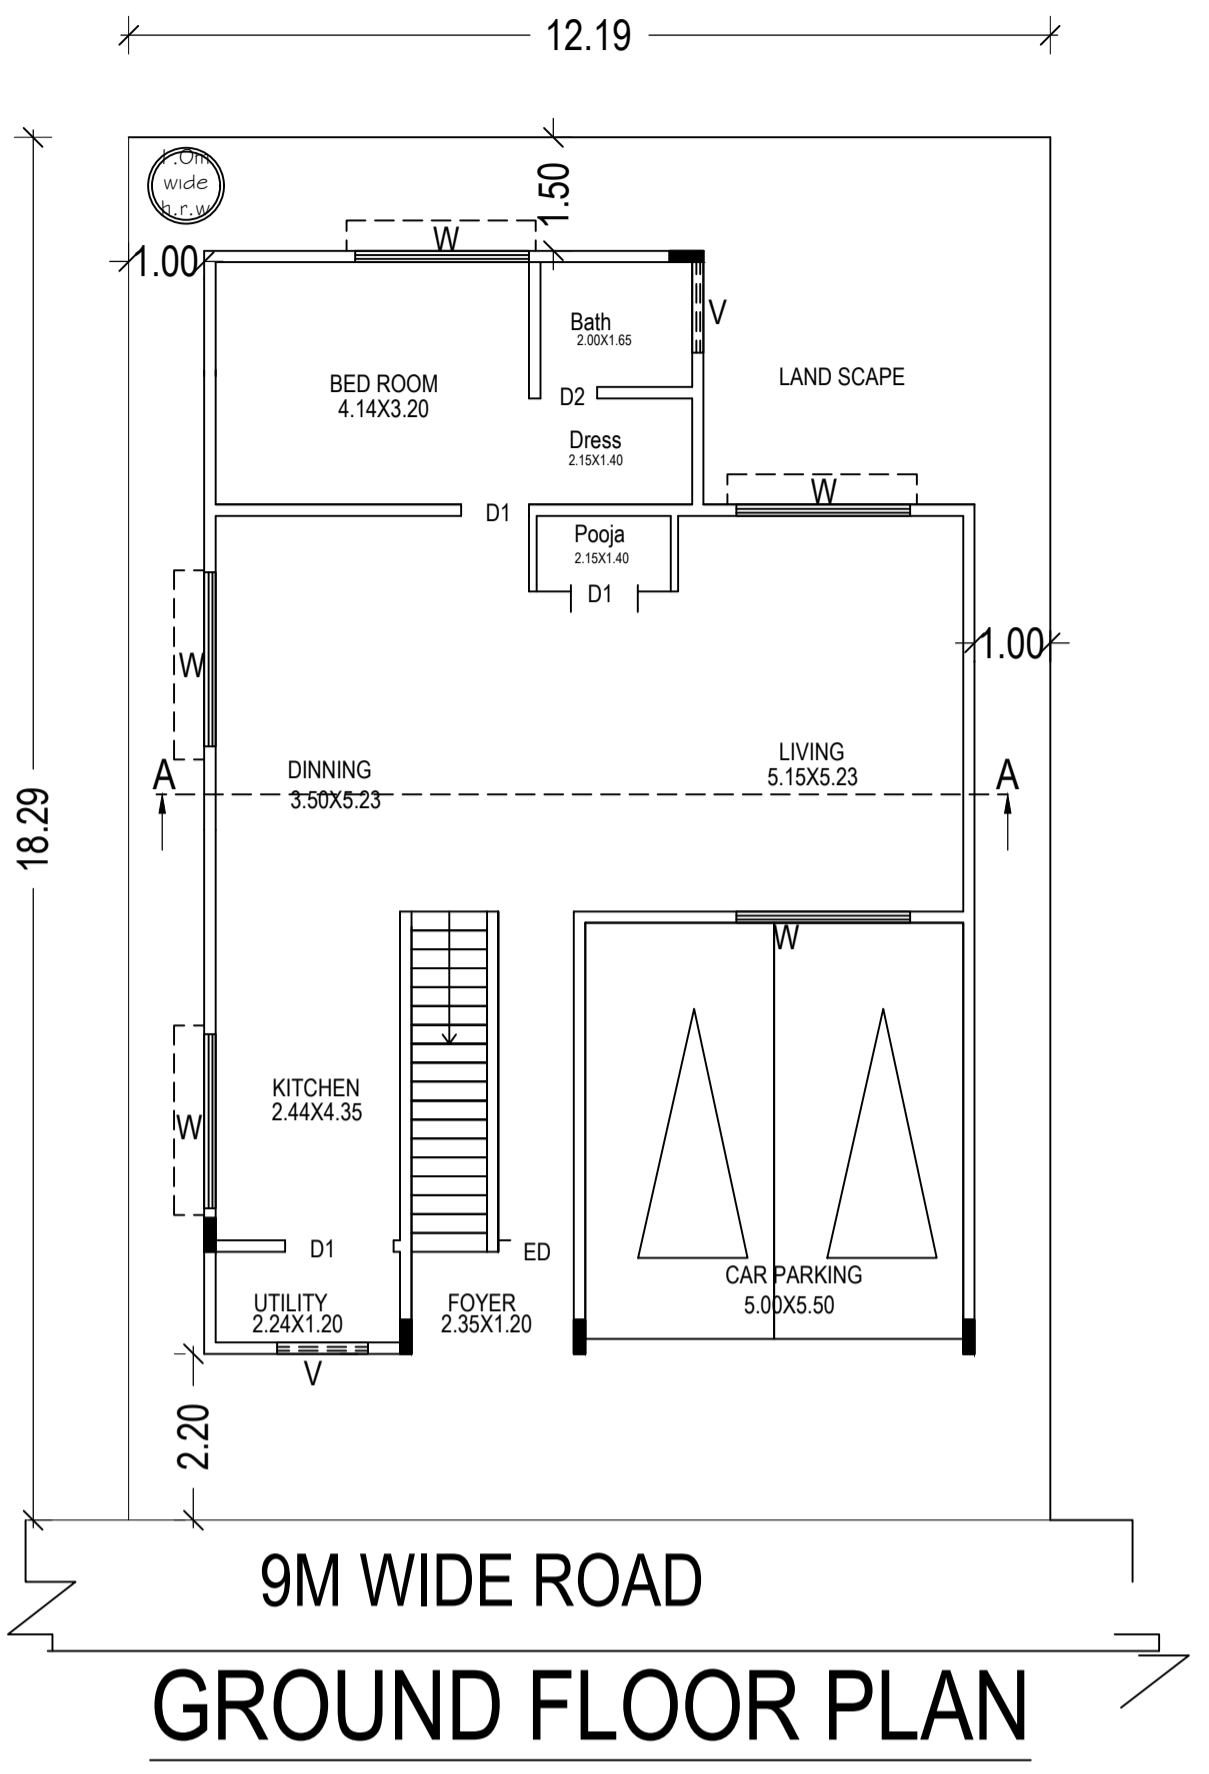 12.19
1.50
wide
h.r.w
1.00
W
V
Bath
2.00X1.65
BED ROOM
4.14X3.20
LAND SCAPE
D2
Dress
2.15X1.40
W
D1
Pooja
2.15X1.40
D1
1.00
W
A
DINNING
3.50X5.23
LIVING
5.15X5.23
A
18.29
W
KITCHEN
2.44X4.35
W
D1
ED
CAR PARKING
5.00X5.50
UTILITY
2.24X1.20
FOYER
2.35X1.20
V
2.20
9M WIDE ROAD
GROUND FLOOR PLAN